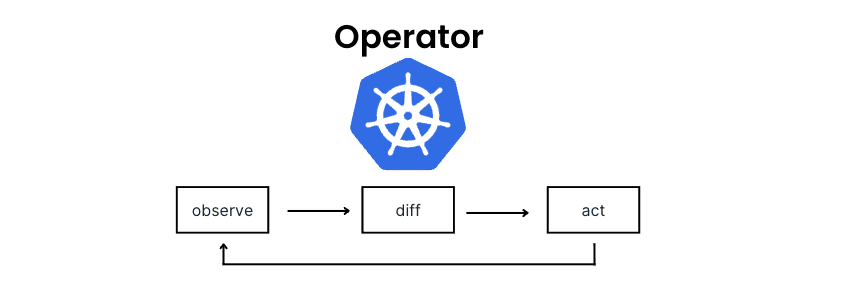 Operator
observe
diff
act